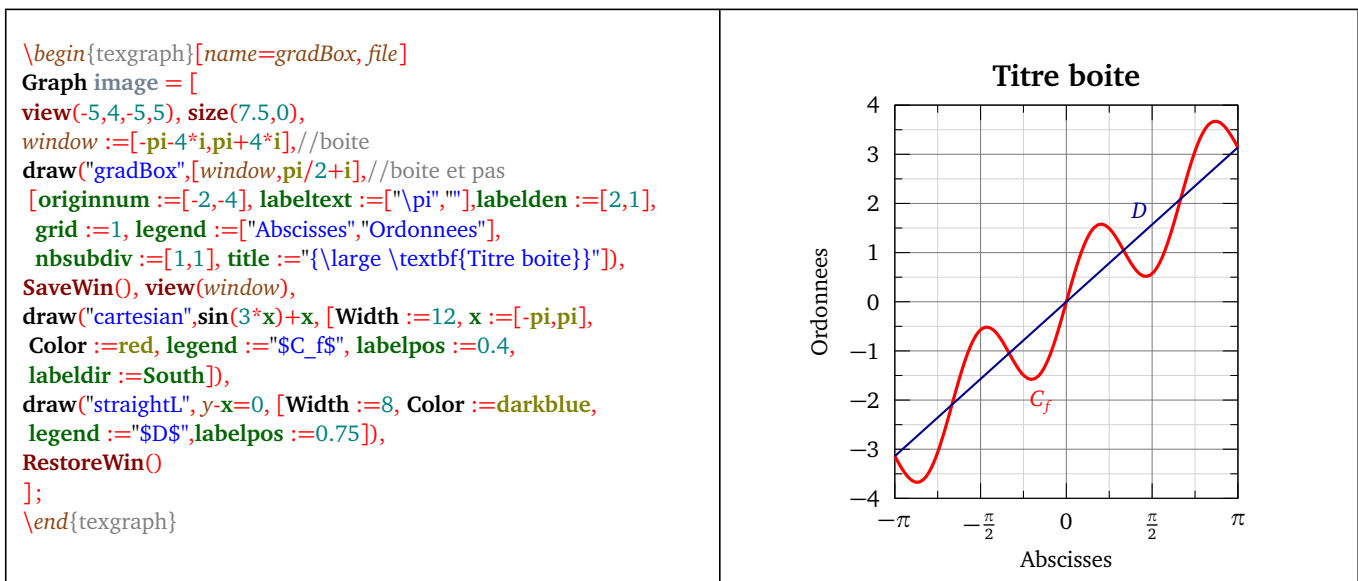 \begin{texgraph}[name=gradBox, file]
Graph image = [
view(-5,4,-5,5), size(7.5,0),
window :=[-pi-4*i,pi+4*i],//boite
draw("gradBox",[window,pi/2+i],//boite et pas
[originnum :=[-2,-4], labeltext :=["\pi",""],labelden :=[2,1],
grid :=1, legend :=["Abscisses","Ordonnees"],
nbsubdiv :=[1,1], title :="{\large \textbf{Titre boite}}"]),
SaveWin(), view(window),
draw("cartesian",sin(3*x)+x, [Width :=12, x :=[-pi,pi],
Color :=red, legend :="$C_f$", labelpos :=0.4,
labeldir :=South]),
draw("straightL", y-x=0, [Width :=8, Color :=darkblue,
legend :="$D$",labelpos :=0.75]),
RestoreWin()
];
\end{texgraph}
Titre boite
4
3
2
1
0
−1
−2
−3
−4
Ordonnees
D
C_f
−π
−π/2
0
π/2
π
Abscisses